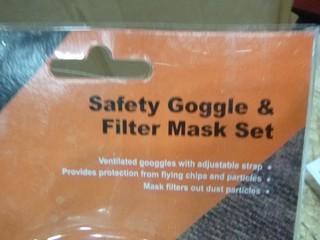 Safety Goggle &
Filter Mask Set
Ventilated googgles with adjustable strap •
Provides protection from flying chips and particles •
Mask filters out dust particles •